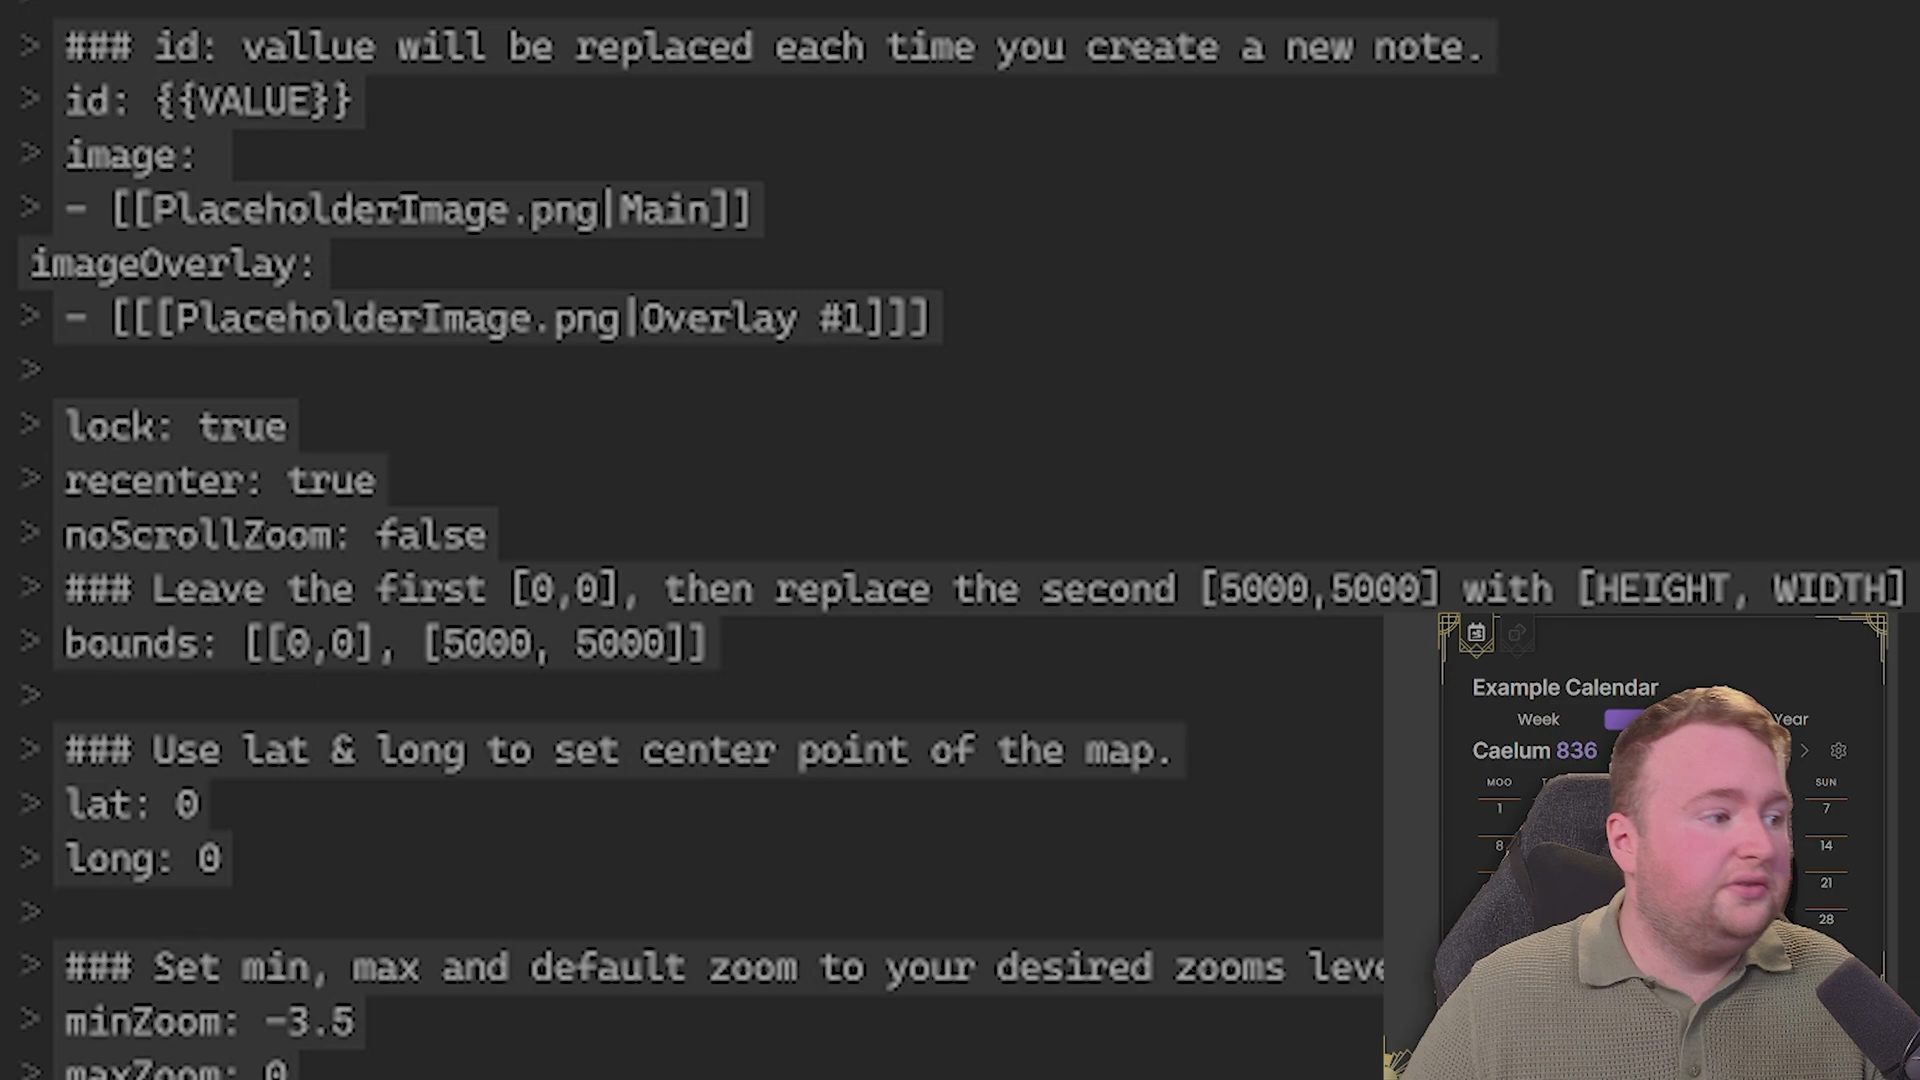 > ### id: vallue will be replaced each time you create a new note.
> id: {{VALUE}}
> image:
> - [[PlaceholderImage.png|Main]]
imageOverlay:
> - [[[PlaceholderImage.png|Overlay #1]]]
>
> lock: true
> recenter: true
> noScrollZoom: false
> ### Leave the first [0,0], then replace the second [5000,5000] with [HEIGHT, WIDTH]
> bounds: [[0,0], [5000, 5000]]
>
> ### Use lat & long to set center point of the map.
> lat: 0
> long: 0
>
> ### Set min, max and default zoom to your desired zooms
> minZoom: -3.5
> maxZoom: 0
Example Calendar
Week Year
Caelum 836 >
MOO SUN
1 7
8 14
21
28